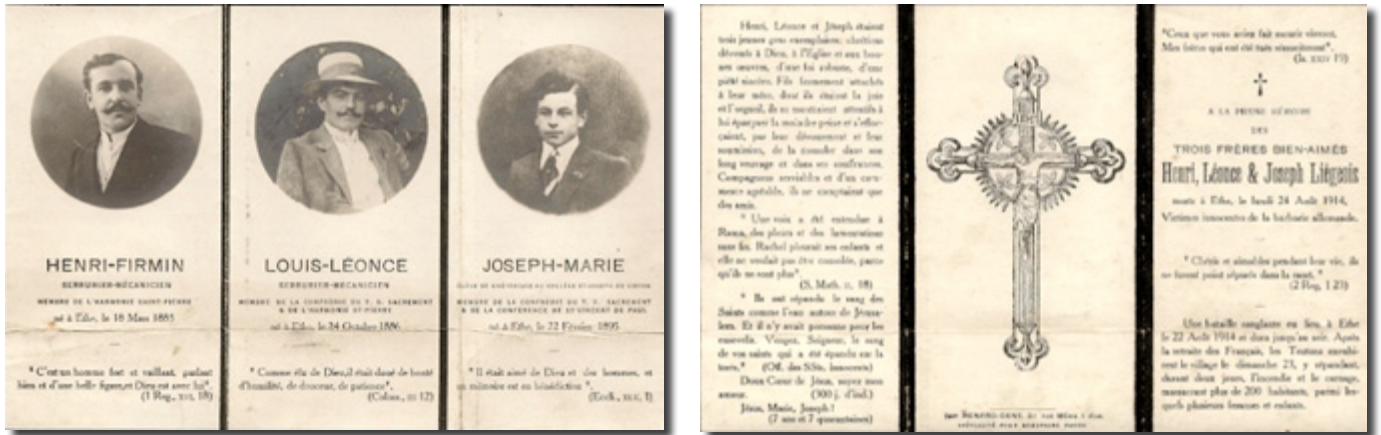 HENRI-FIRMIN
SERRURIER-MÉCANICIEN
MEMBRE DE L'HARMONIE SAINT-PIERRE
né à Ethe, le 18 Mars 1885
"C'est un homme fort et vaillant, parlant
bien et d'une belle figure, et Dieu est avec lui".
(1 Reg., XVI, 18)
LOUIS-LÉONCE
SERRURIER-MÉCANICIEN
MEMBRE DE LA CONFRÉRIE DU T. S. SACREMENT
& DE L'HARMONIE ST-PIERRE
né à Ethe, le 24 Octobre 1886
"Comme élu de Dieu, il était doué de bonté
d'humilité, de douceur, de patience".
(Coloss., III 12)
JOSEPH-MARIE
MEMBRE DE LA CONFRÉRIE DU T. S. SACREMENT
& DE LA CONFÉRENCE DE ST-VINCENT DE PAUL
né à Ethe, le 22 Février 1895
"Il était aimé de Dieu et des hommes, et
sa mémoire est en bénédiction".
(Eccli., XLV, 1)
Henri, Léonce et Joseph étaient
trois jeunes gens exemplaires; chrétiens
dévoués à Dieu, à l'Eglise et aux bon-
nes œuvres, d'une foi robuste, d'une
piété sincère. Fils fermement attachés
à leur mère, dont ils étaient la joie
et l'orgueil, ils se montraient attentifs à
lui épargner la moindre peine et s'effor-
çaient, par leur dévouement et leur
soumission, de la consoler dans son
long veuvage et dans ses souffrances.
Compagnons serviables et d'un com-
merce agréable, ils ne comptaient que
des amis.
"Une voix a été entendue à
Rama, des pleurs et des lamentations
sans fin. Rachel pleurait ses enfants et
elle ne voulait pas être consolée, parce
qu'ils ne sont plus".
(S. Math. II, 18)
"Ils ont répandu le sang des
Saints comme l'eau autour de Jérusa-
lem. Et il n'y avait personne pour les
ensevelir. Vengez, Seigneur, le sang
de vos saints qui a été épandu sur la
terre." (Off. des SSts. Innocents)
Doux Cœur de Jésus, soyez mon
amour. (300 j. d'ind.)
Jésus, Marie, Joseph!
(7 ans et 7 quarantaines)
"Ceux que vous aviez fait mourir vivront,
Mes frères qui ont été tués ressusciteront".
(Is. XXIV 19)
A LA PIEUSE MÉMOIRE
DES
TROIS FRÈRES BIEN-AIMÉS
Henri, Léonce & Joseph Liégeois
morts à Ethe, le lundi 24 Août 1914,
Victimes innocentes de la barbarie allemande.
"Chéris et aimables pendant leur vie, ils
ne furent point séparés dans la mort."
(2 Reg. I 23)
Une bataille sanglante eu lieu, à Ethe
le 22 Août 1914 et dura jusqu'au soir. Après
la retraite des Français, les Teutons envahi-
rent le village le dimanche 23, y répandant,
durant deux jours, l'incendie et le carnage,
massacrant plus de 200 habitants, parmi les-
quels plusieurs femmes et enfants.